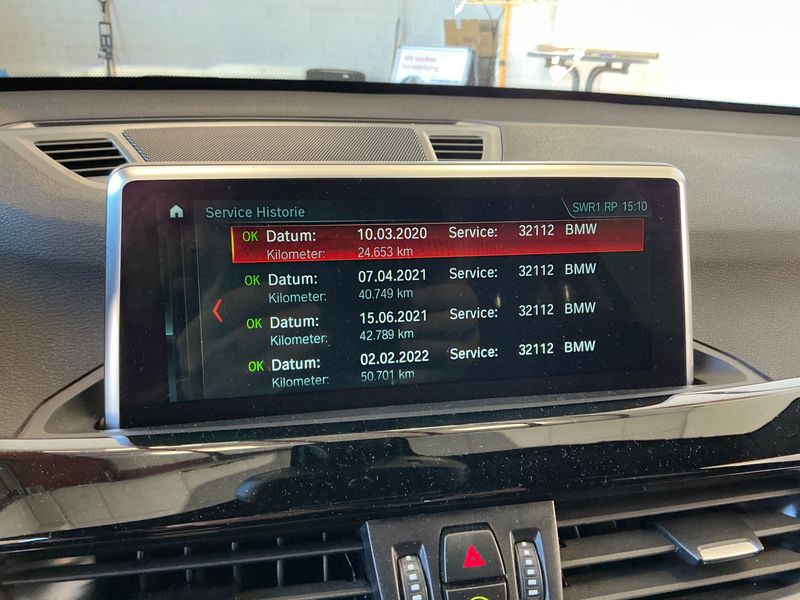 Service Historie SWR1 RP 15:10
OK Datum: 10.03.2020 Service: 32112 BMW
Kilometer: 24.653 km
OK Datum: 07.04.2021 Service: 32112 BMW
Kilometer: 40.749 km
OK Datum: 15.06.2021 Service: 32112 BMW
Kilometer: 42.789 km
OK Datum: 02.02.2022 Service: 32112 BMW
Kilometer: 50.701 km